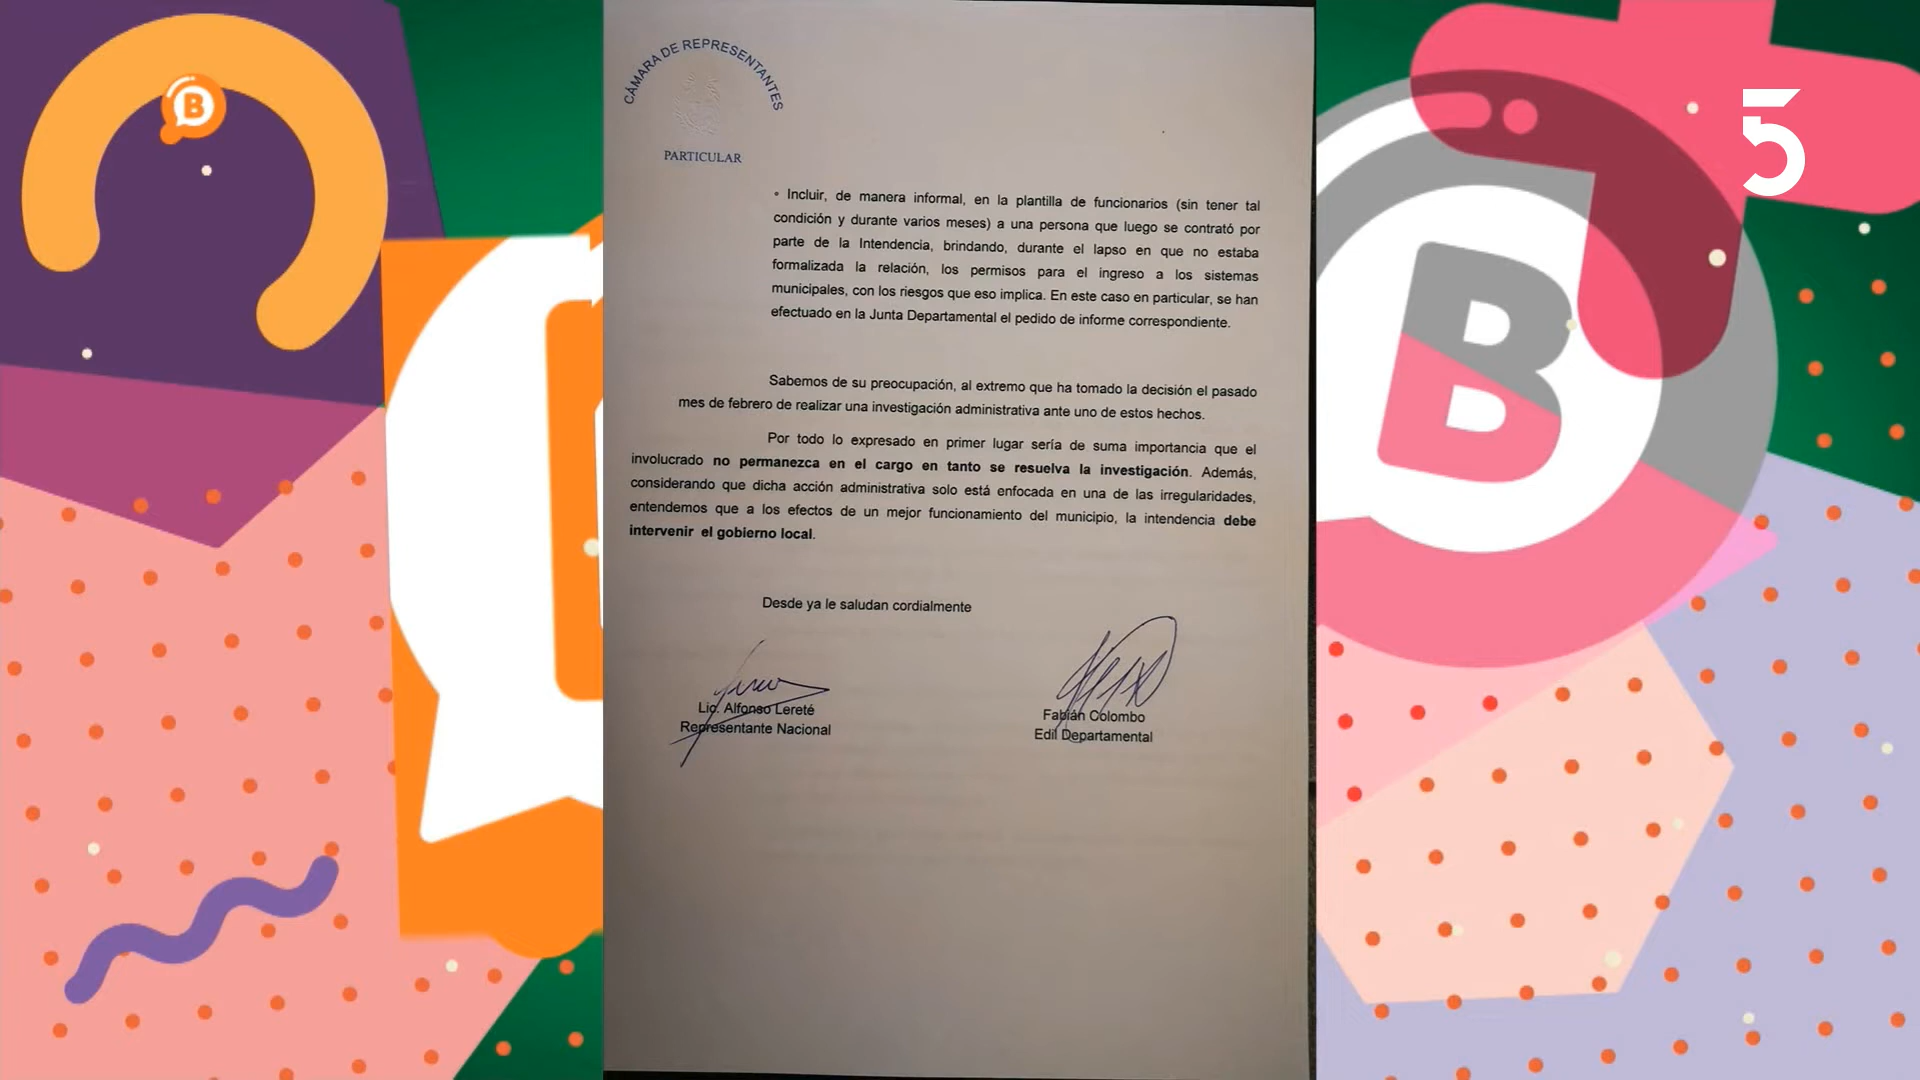 B
5
B
CÁMARA DE REPRESENTANTES
PARTICULAR
• Incluir, de manera informal, en la plantilla de funcionarios (sin tener tal
condición y durante varios meses) a una persona que luego se contrató por
parte de la Intendencia, brindando, durante el lapso en que no estaba
formalizada la relación, los permisos para el ingreso a los sistemas
municipales, con los riesgos que eso implica. En este caso en particular, se han
efectuado en la Junta Departamental el pedido de informe correspondiente.
Sabemos de su preocupación, al extremo que ha tomado la decisión el pasado
mes de febrero de realizar una investigación administrativa ante uno de estos hechos.
Por todo lo expresado en primer lugar sería de suma importancia que el
involucrado no permanezca en el cargo en tanto se resuelva la investigación. Además,
considerando que dicha acción administrativa solo está enfocada en una de las irregularidades,
entendemos que a los efectos de un mejor funcionamiento del municipio, la intendencia debe
intervenir el gobierno local.
Desde ya le saludan cordialmente
Lic. Alfonso Lereté
Representante Nacional
Fabián Colombo
Edil Departamental